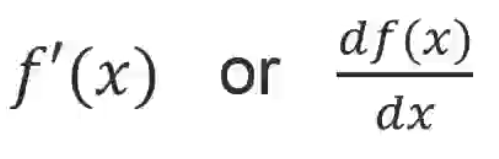 f′(x) or df(x)/dx